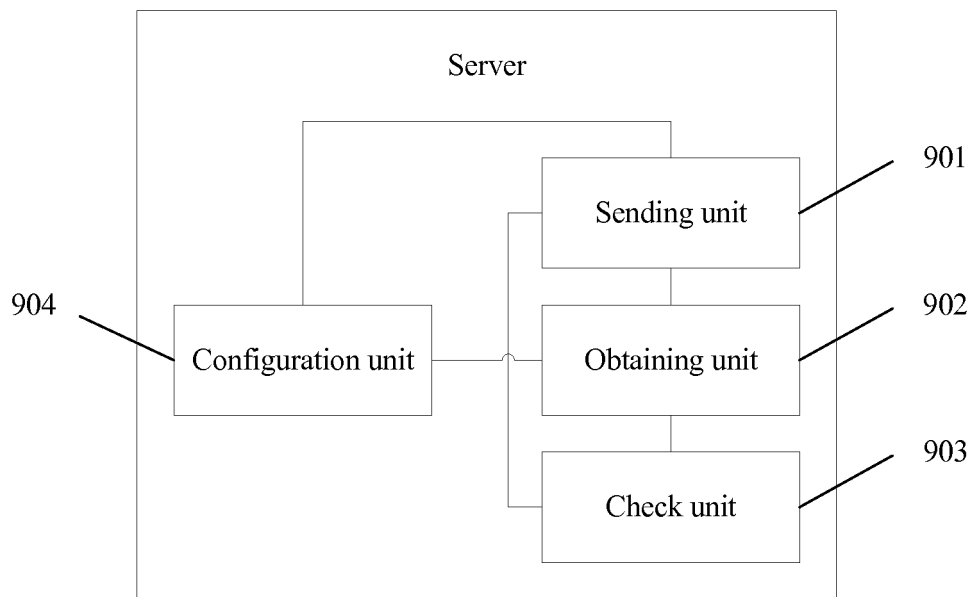 Server
901
Sending unit
904
902
Configuration unit
Obtaining unit
903
Check unit